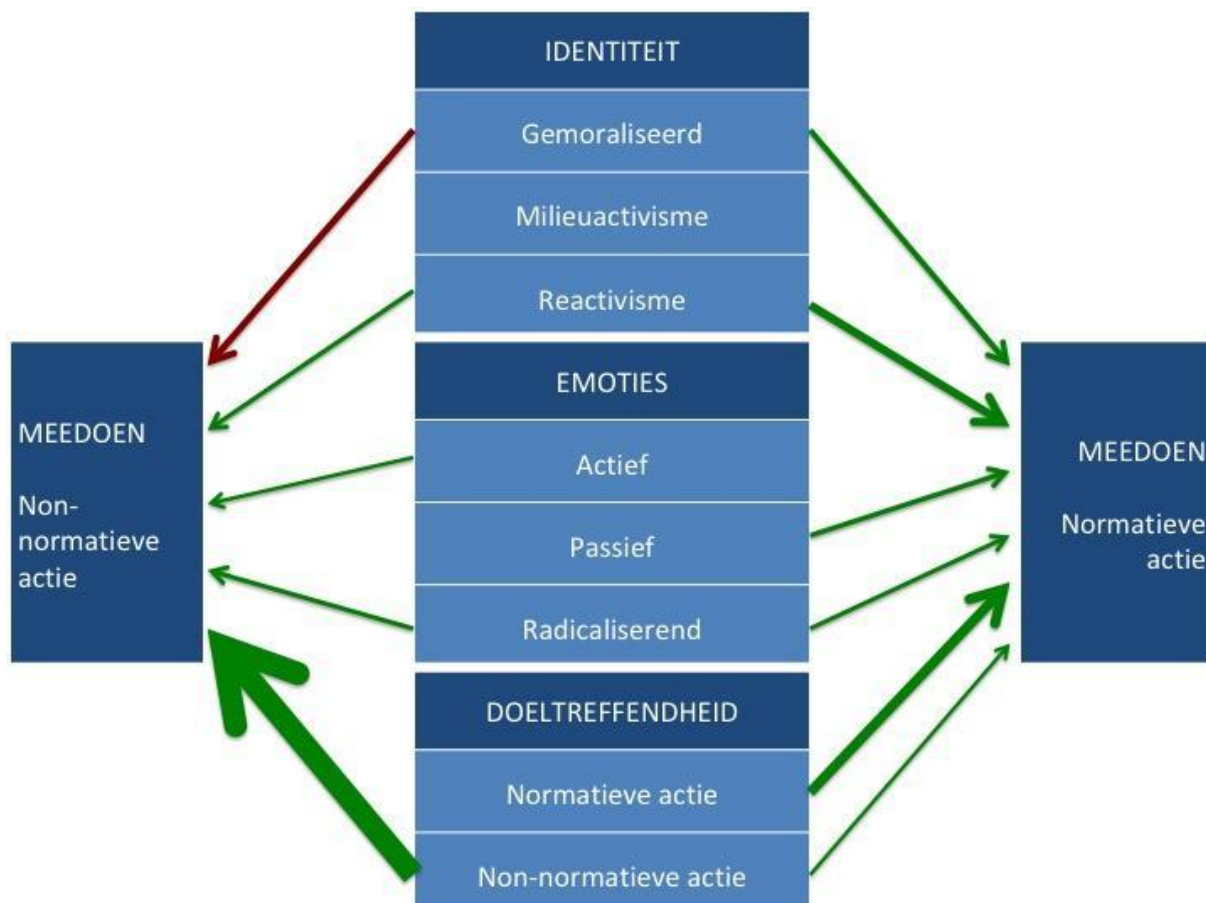 IDENTITEIT
Gemoraliseerd
Milieuactivisme
Reactivisme
EMOTIES
Actief
Passief
Radicaliserend
DOELTREFFENDHEID
Normatieve actie
Non-normatieve actie
MEEDOEN
Non-
normatieve
actie
MEEDOEN
Normatieve
actie